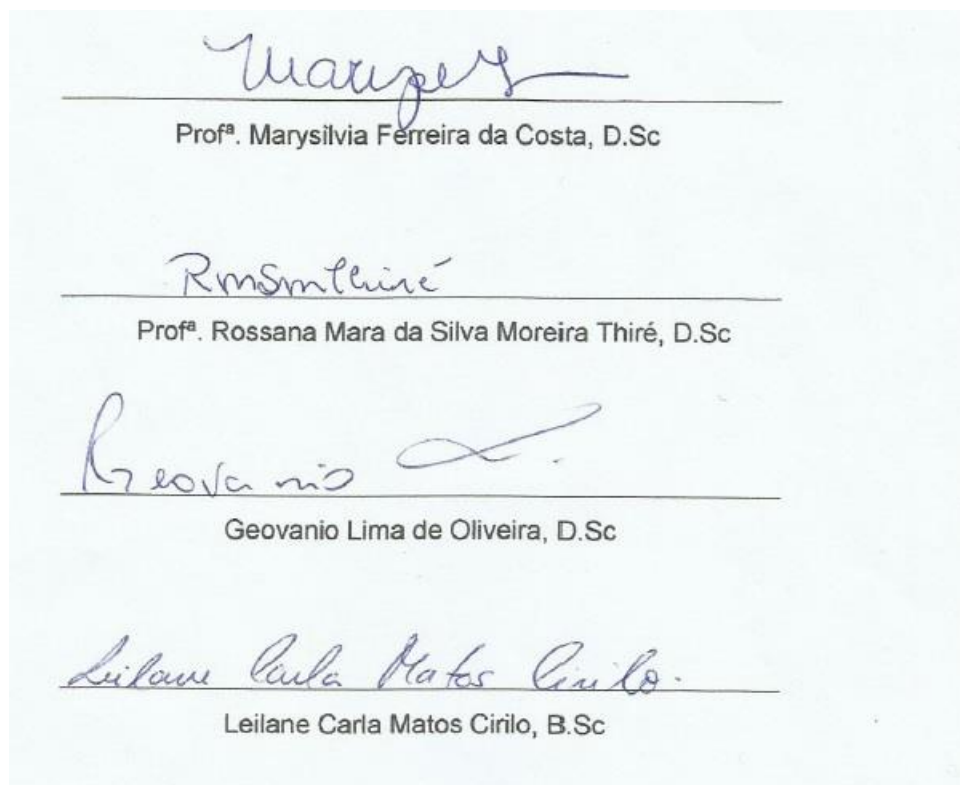 Profª. Marysilvia Ferreira da Costa, D.Sc
RmSmThiré
Profª. Rossana Mara da Silva Moreira Thiré, D.Sc
Geovanio L.
Geovanio Lima de Oliveira, D.Sc
Leilane Carla Matos Cirilo.
Leilane Carla Matos Cirilo, B.Sc